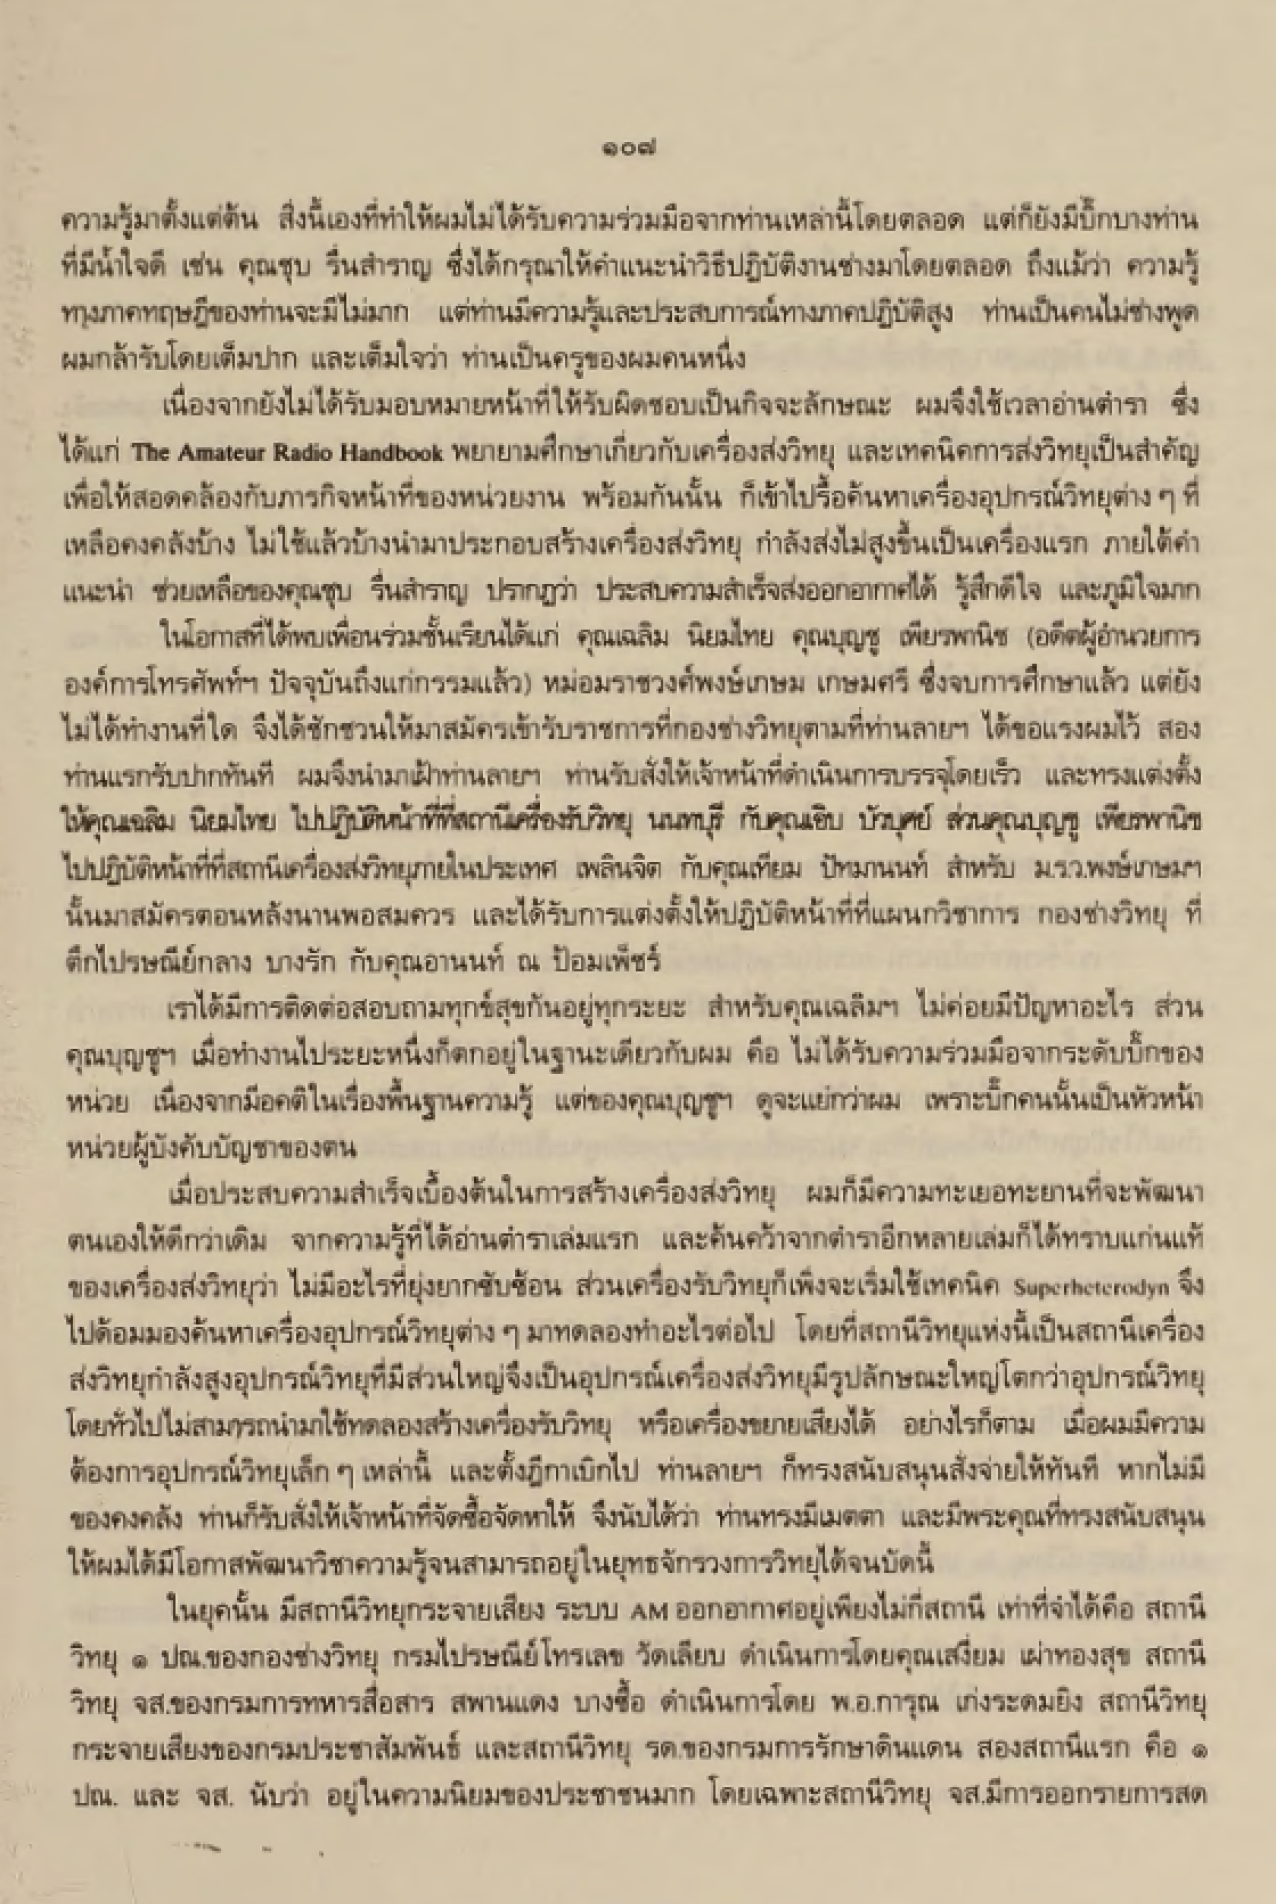 ๑๐๗
ความรู้มาตั้งแต่ต้น สิ่งนี้เองที่ทำให้ผมไม่ได้รับความร่วมมือจากท่านเหล่านี้โดยตลอด แต่ก็ยังมีบิ๊กบางท่าน
ที่มีน้ำใจดี เช่น คุณชุบ รื่นสำราญ ซึ่งได้กรุณาให้คำแนะนำวิธีปฏิบัติงานช่างมาโดยตลอด ถึงแม้ว่า ความรู้
ทางภาคทฤษฎีของท่านจะมีไม่มาก แต่ท่านมีความรู้และประสบการณ์ทางภาคปฏิบัติสูง ท่านเป็นคนไม่ช่างพูด
ผมกล้ารับโดยเต็มปาก และเต็มใจว่า ท่านเป็นครูของผมคนหนึ่ง
เนื่องจากยังไม่ได้รับมอบหมายหน้าที่ให้รับผิดชอบเป็นกิจจะลักษณะ ผมจึงใช้เวลาอ่านตำรา ซึ่ง
ได้แก่ The Amateur Radio Handbook พยายามศึกษาเกี่ยวกับเครื่องส่งวิทยุ และเทคนิคการส่งวิทยุเป็นสำคัญ
เพื่อให้สอดคล้องกับภารกิจหน้าที่ของหน่วยงาน พร้อมกันนั้น ก็เข้าไปรื้อค้นหาเครื่องอุปกรณ์วิทยุต่าง ๆ ที่
เหลือคงคลังบ้าง ไม่ใช้แล้วบ้างนำมาประกอบสร้างเครื่องส่งวิทยุ กำลังส่งไม่สูงขึ้นเป็นเครื่องแรก ภายใต้คำ
แนะนำ ช่วยเหลือของคุณชุบ รื่นสำราญ ปรากฏว่า ประสบความสำเร็จส่งออกอากาศได้ รู้สึกดีใจ และภูมิใจมาก
ในโอกาสที่ได้พบเพื่อนร่วมชั้นเรียนได้แก่ คุณเฉลิม นิยมไทย คุณบุญชู เพียรพานิช (อดีตผู้อำนวยการ
องค์การโทรศัพท์ฯ ปัจจุบันถึงแก่กรรมแล้ว) หม่อมราชวงศ์พงษ์เกษม เกษมศรี ซึ่งจบการศึกษาแล้ว แต่ยัง
ไม่ได้ทำงานที่ใด จึงได้ชักชวนให้มาสมัครเข้ารับราชการที่กองช่างวิทยุตามที่ท่านลายฯ ได้ขอแรงผมไว้ สอง
ท่านแรกรับปากทันที ผมจึงนำมาเฝ้าท่านลายฯ ท่านรับสั่งให้เจ้าหน้าที่ดำเนินการบรรจุโดยเร็ว และทรงแต่งตั้ง
ให้คุณเฉลิม นิยมไทย ไปปฏิบัติหน้าที่ที่สถานีเครื่องรับวิทยุ นนทบุรี กับคุณเอิบ บัวบุศย์ ส่วนคุณบุญชู เพียรพานิช
ไปปฏิบัติหน้าที่ที่สถานีเครื่องส่งวิทยุภายในประเทศ เพลินจิต กับคุณเทียม ปัทมานนท์ สำหรับ ม.ร.ว.พงษ์เกษมฯ
นั้นมาสมัครตอนหลังนานพอสมควร และได้รับการแต่งตั้งให้ปฏิบัติหน้าที่ที่แผนกวิชาการ กองช่างวิทยุ ที่
ตึกไปรษณีย์กลาง บางรัก กับคุณอานนท์ ณ ป้อมเพ็ชร์
เราได้มีการติดต่อสอบถามทุกข์สุขกันอยู่ทุกระยะ สำหรับคุณเฉลิมฯ ไม่ค่อยมีปัญหาอะไร ส่วน
คุณบุญชูฯ เมื่อทำงานไประยะหนึ่งก็ตกอยู่ในฐานะเดียวกับผม คือ ไม่ได้รับความร่วมมือจากระดับบิ๊กของ
หน่วย เนื่องจากมีอคติในเรื่องพื้นฐานความรู้ แต่ของคุณบุญชูฯ ดูจะแย่กว่าผม เพราะบิ๊กคนนั้นเป็นหัวหน้า
หน่วยผู้บังคับบัญชาของตน
เมื่อประสบความสำเร็จเบื้องต้นในการสร้างเครื่องส่งวิทยุ ผมก็มีความทะเยอทะยานที่จะพัฒนา
ตนเองให้ดีกว่าเดิม จากความรู้ที่ได้อ่านตำราเล่มแรก และค้นคว้าจากตำราอีกหลายเล่มก็ได้ทราบแก่นแท้
ของเครื่องส่งวิทยุว่า ไม่มีอะไรที่ยุ่งยากซับซ้อน ส่วนเครื่องรับวิทยุก็เพิ่งจะเริ่มใช้เทคนิค Superheterodyn จึง
ไปด้อมมองค้นหาเครื่องอุปกรณ์วิทยุต่าง ๆ มาทดลองทำอะไรต่อไป โดยที่สถานีวิทยุแห่งนี้เป็นสถานีเครื่อง
ส่งวิทยุกำลังสูงอุปกรณ์วิทยุที่มีส่วนใหญ่จึงเป็นอุปกรณ์เครื่องส่งวิทยุมีรูปลักษณะใหญ่โตกว่าอุปกรณ์วิทยุ
โดยทั่วไปไม่สามารถนำมาใช้ทดลองสร้างเครื่องรับวิทยุ หรือเครื่องขยายเสียงได้ อย่างไรก็ตาม เมื่อผมมีความ
ต้องการอุปกรณ์วิทยุเล็ก ๆ เหล่านี้ และตั้งฎีกาเบิกไป ท่านลายฯ ก็ทรงสนับสนุนสั่งจ่ายให้ทันที หากไม่มี
ของคงคลัง ท่านก็รับสั่งให้เจ้าหน้าที่จัดซื้อจัดหาให้ จึงนับได้ว่า ท่านทรงมีเมตตา และมีพระคุณที่ทรงสนับสนุน
ให้ผมได้มีโอกาสพัฒนาวิชาความรู้จนสามารถอยู่ในยุทธจักรวงการวิทยุได้จนบัดนี้
ในยุคนั้น มีสถานีวิทยุกระจายเสียง ระบบ AM ออกอากาศอยู่เพียงไม่กี่สถานี เท่าที่จำได้คือ สถานี
วิทยุ ๑ ปณ.ของกองช่างวิทยุ กรมไปรษณีย์โทรเลข วัดเลียบ ดำเนินการโดยคุณเสงี่ยม เผ่าทองสุข สถานี
วิทยุ จส.ของกรมการทหารสื่อสาร สพานแดง บางซื่อ ดำเนินการโดย พ.อ.การุณ เก่งระดมยิง สถานีวิทยุ
กระจายเสียงของกรมประชาสัมพันธ์ และสถานีวิทยุ รด.ของกรมการรักษาดินแดน สองสถานีแรก คือ ๑
ปณ. และ จส. นับว่า อยู่ในความนิยมของประชาชนมาก โดยเฉพาะสถานีวิทยุ จส.มีการออกรายการสด